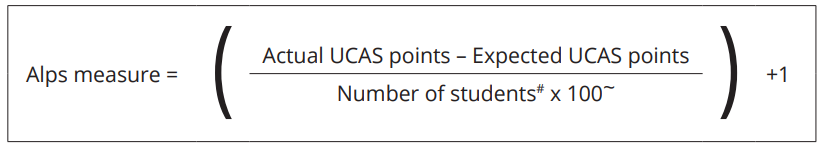 Actual UCAS points – Expected UCAS points
Alps measure = ( ) +1
Number of students# x 100~